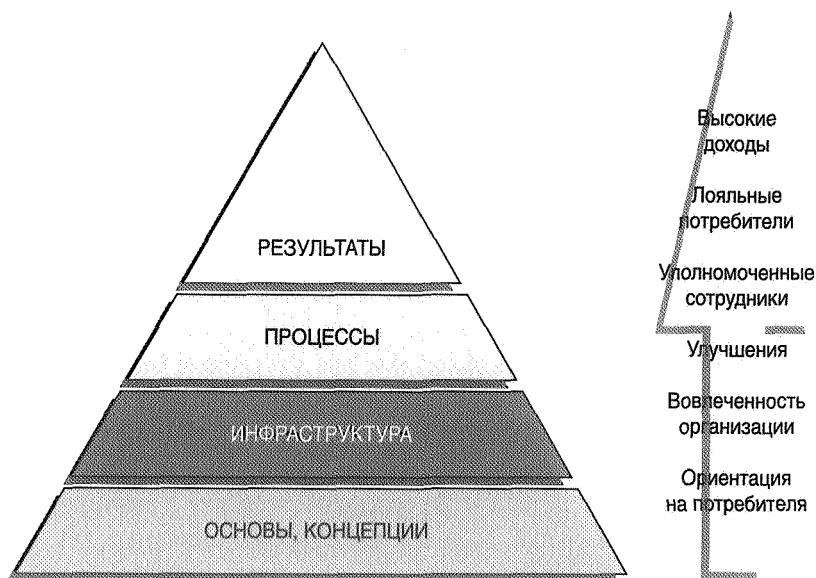 РЕЗУЛЬТАТЫ
ПРОЦЕССЫ
ИНФРАСТРУКТУРА
ОСНОВЫ, КОНЦЕПЦИИ
Высокие
доходы
Лояльные
потребители
Уполномоченные
сотрудники
Улучшения
Вовлеченность
организации
Ориентация
на потребителя